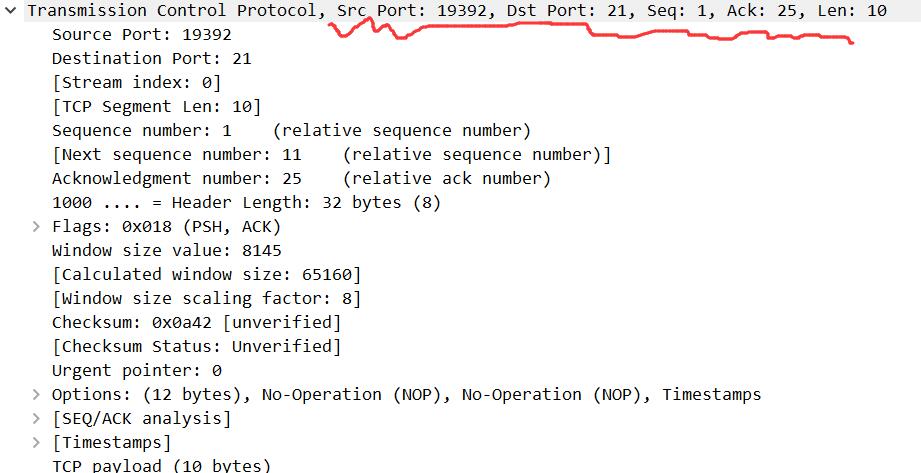 Transmission Control Protocol, Src Port: 19392, Dst Port: 21, Seq: 1, Ack: 25, Len: 10
Source Port: 19392
Destination Port: 21
[Stream index: 0]
[TCP Segment Len: 10]
Sequence number: 1    (relative sequence number)
[Next sequence number: 11    (relative sequence number)]
Acknowledgment number: 25    (relative ack number)
1000 .... = Header Length: 32 bytes (8)
Flags: 0x018 (PSH, ACK)
Window size value: 8145
[Calculated window size: 65160]
[Window size scaling factor: 8]
Checksum: 0x0a42 [unverified]
[Checksum Status: Unverified]
Urgent pointer: 0
Options: (12 bytes), No-Operation (NOP), No-Operation (NOP), Timestamps
[SEQ/ACK analysis]
[Timestamps]
TCP payload (10 bytes)